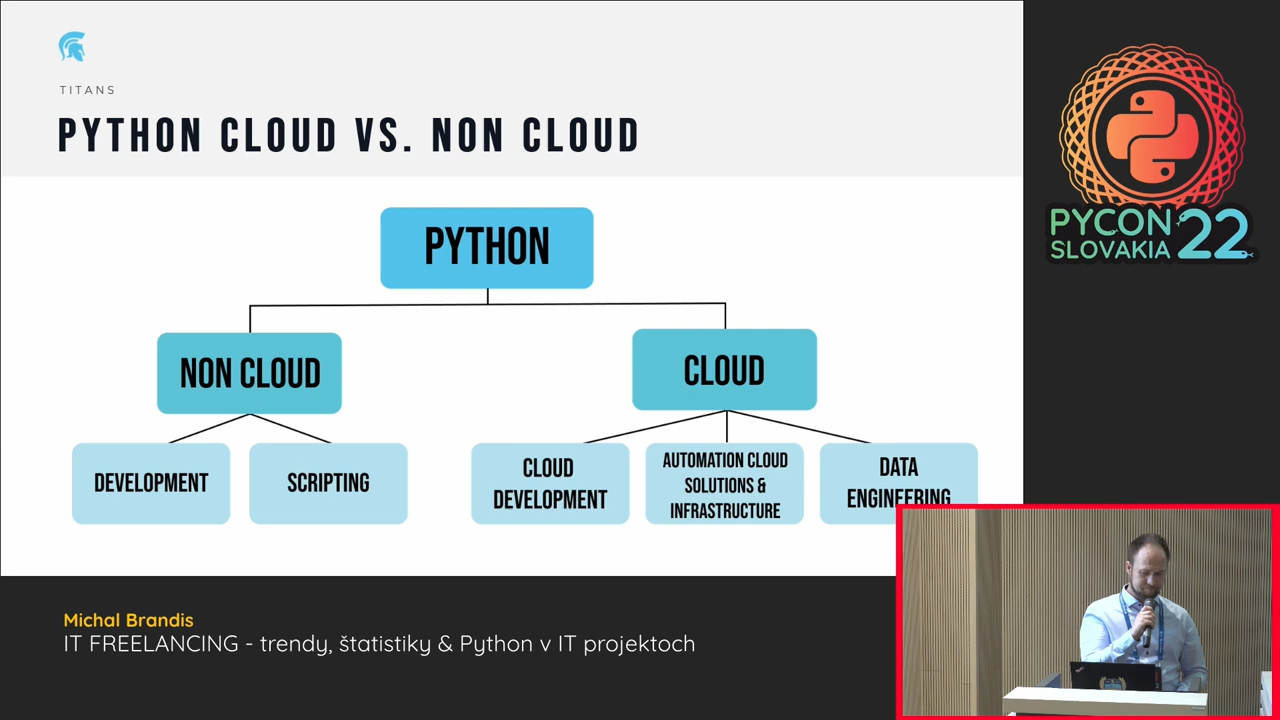 TITANS
PYTHON CLOUD VS. NON CLOUD
PYTHON
NON CLOUD
CLOUD
DEVELOPMENT
SCRIPTING
CLOUD
DEVELOPMENT
AUTOMATION CLOUD
SOLUTIONS &
INFRASTRUCTURE
DATA
ENGINEERING
PYCON
SLOVAKIA
22
Michal Brandis
IT FREELANCING - trendy, štatistiky & Python v IT projektoch